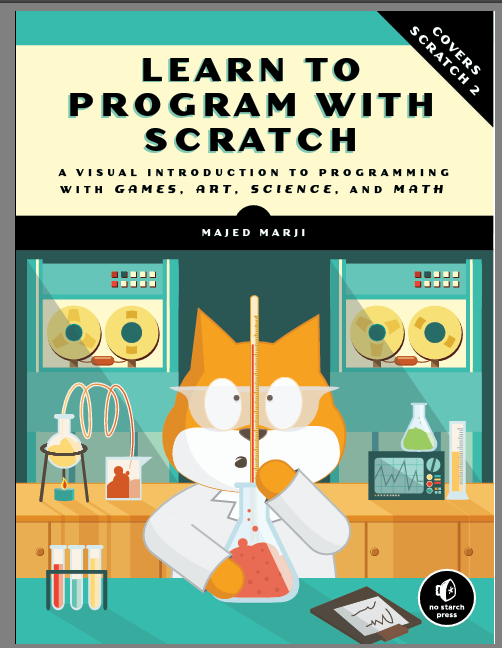 COVERS
SCRATCH 2
LEARN TO
PROGRAM WITH
SCRATCH
A VISUAL INTRODUCTION TO PROGRAMMING
WITH GAMES, ART, SCIENCE, AND MATH
MAJED MARJI
no starch
press